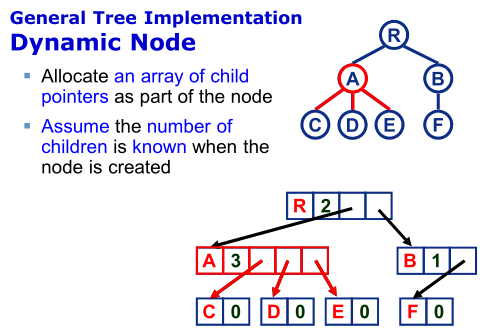 General Tree Implementation
Dynamic Node
Allocate an array of child
pointers as part of the node
Assume the number of
children is known when the
node is created
R
A
B
C
D
E
F
R 2
A 3
B 1
C 0
D 0
E 0
F 0